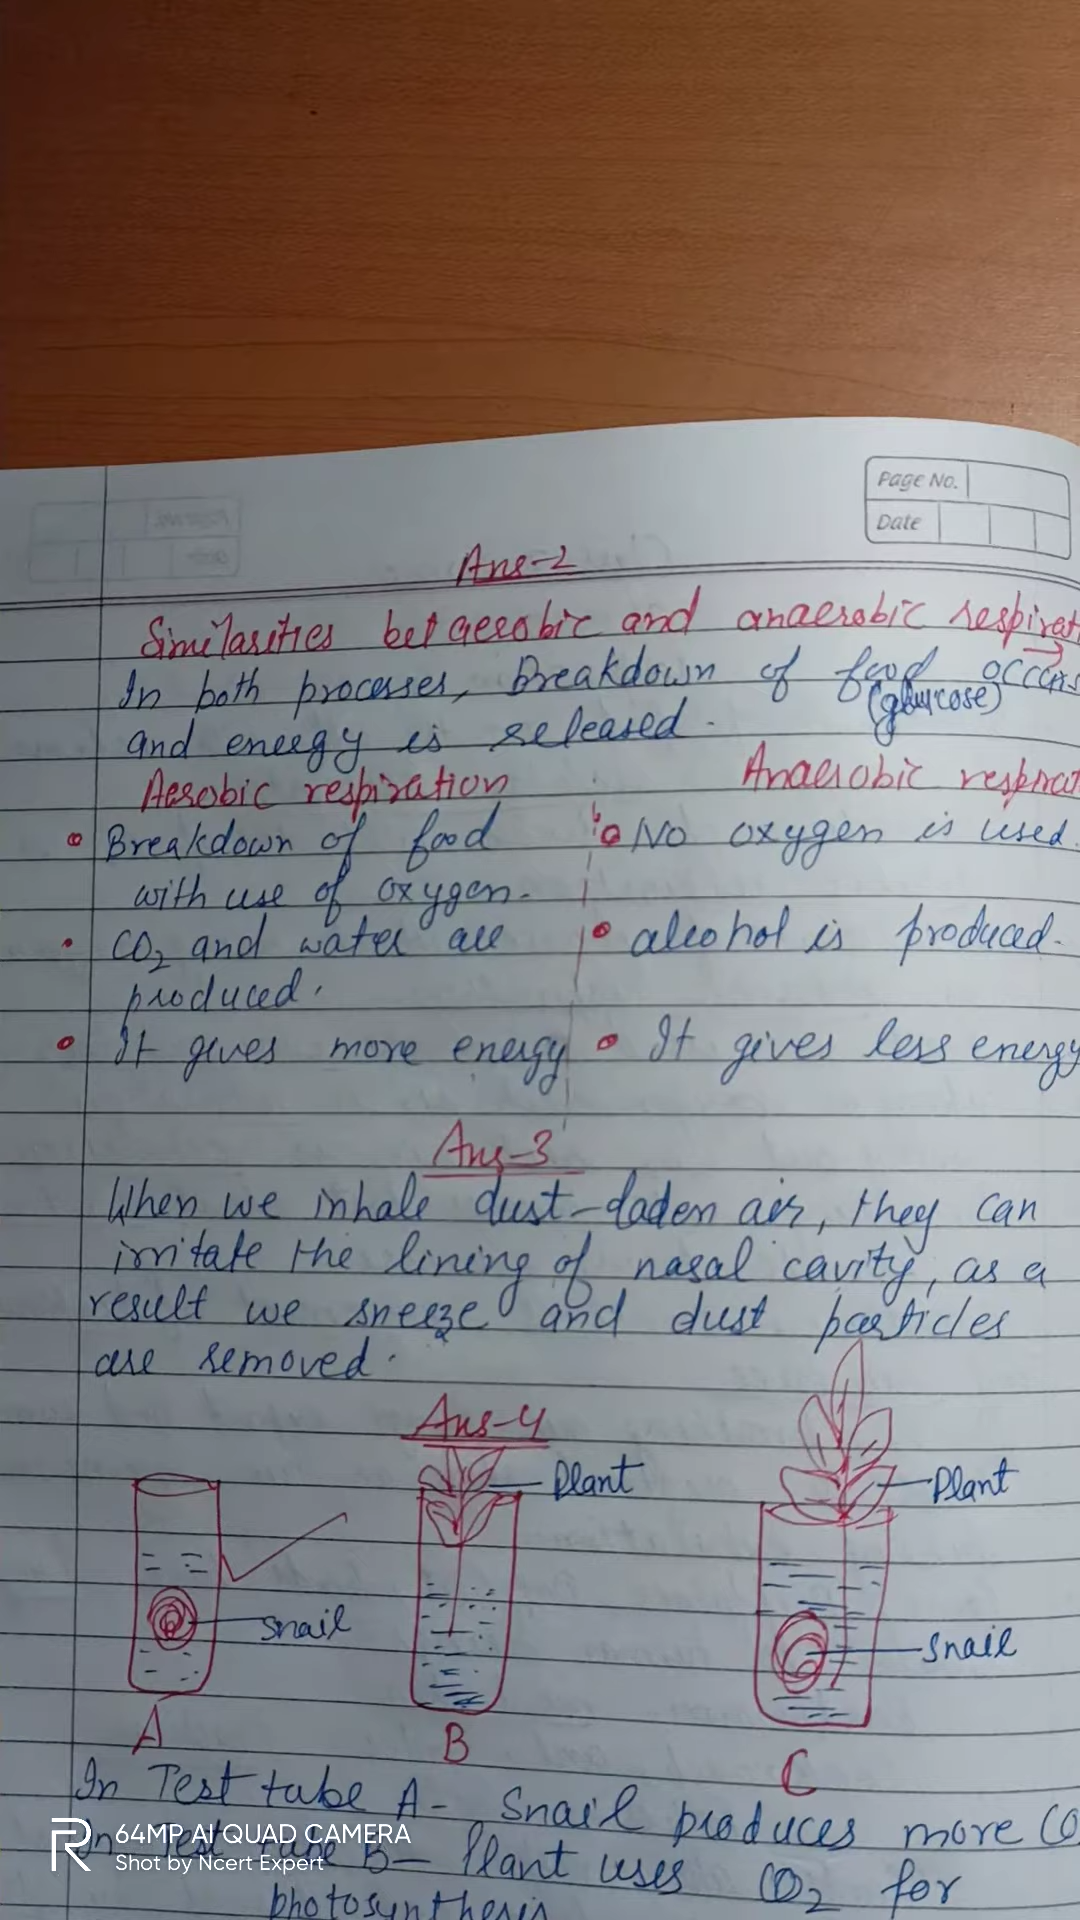 Page No.
Date
Ans-2
Similarities bet aerobic and anaerobic respirat
In both processes, Breakdown of food occurs
(glucose)
and energy is released.
Aerobic respiration
Anaerobic respirat
Breakdown of food
with use of oxygen.
No oxygen is used.
CO2 and water are
produced.
alcohol is produced.
It gives more energy
It gives less energy
Ans-3
When we inhale dust-laden air, they can
irritate the lining of nasal cavity, as a
result we sneeze and dust particles
are removed.
Ans-4
Plant
Plant
Snail
Snail
A
B
C
In Test tube A- Snail produces more CO
In Test tube B- Plant uses CO2 for
photosynthesis
64MP AI QUAD CAMERA
Shot by Ncert Expert